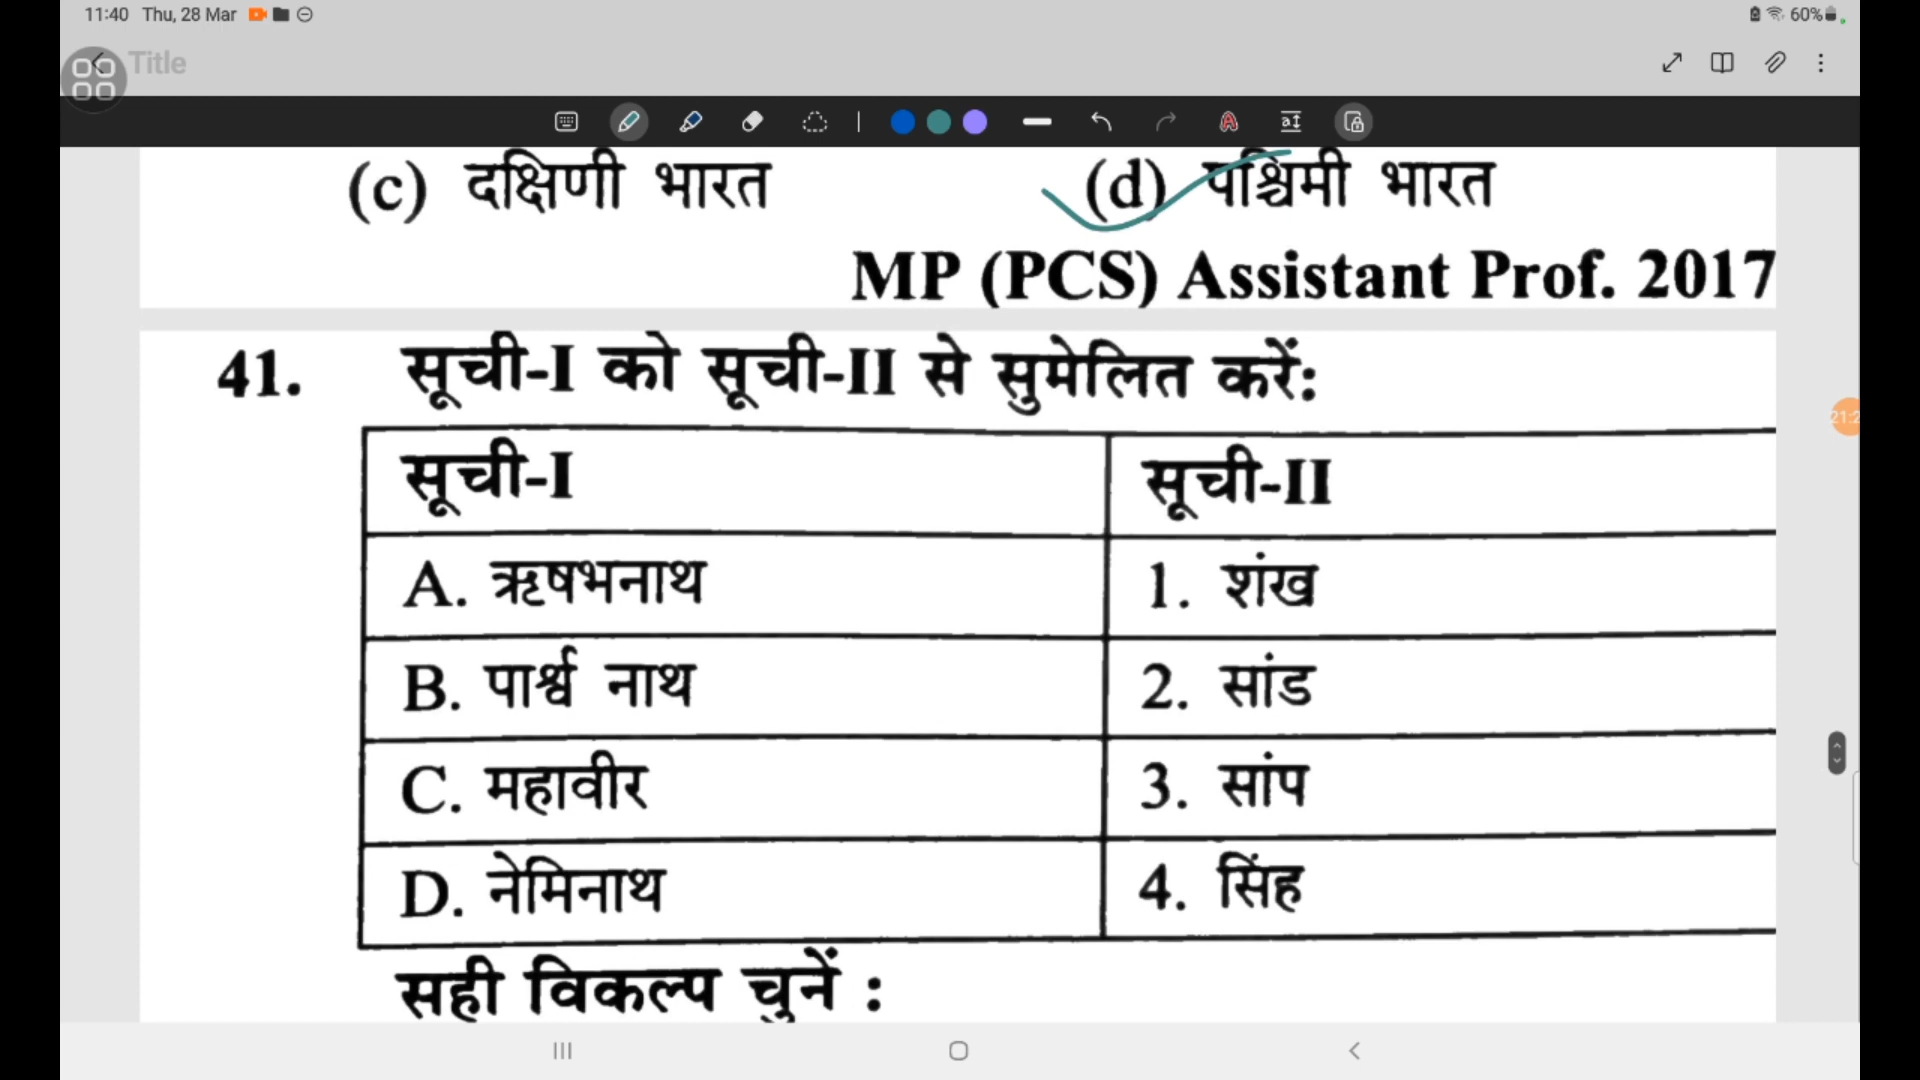 11:40 Thu, 28 Mar
60%
Title
(c) दक्षिणी भारत (d) पश्चिमी भारत
MP (PCS) Assistant Prof. 2017
41. सूची-I को सूची-II से सुमेलित करें:
सूची-I सूची-II
A. ऋषभनाथ 1. शंख
B. पार्श्व नाथ 2. सांड
C. महावीर 3. सांप
D. नेमिनाथ 4. सिंह
सही विकल्प चुनें :